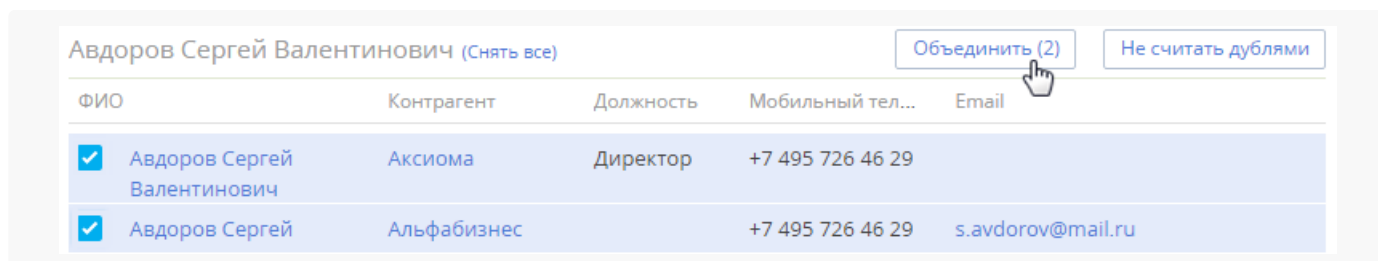 Авдоров Сергей Валентинович (Снять все) Объединить (2) Не считать дублями
ФИО Контрагент Должность Мобильный тел... Email
Авдоров Сергей Аксиома Директор +7 495 726 46 29
Валентинович
Авдоров Сергей Альфабизнес +7 495 726 46 29 s.avdorov@mail.ru